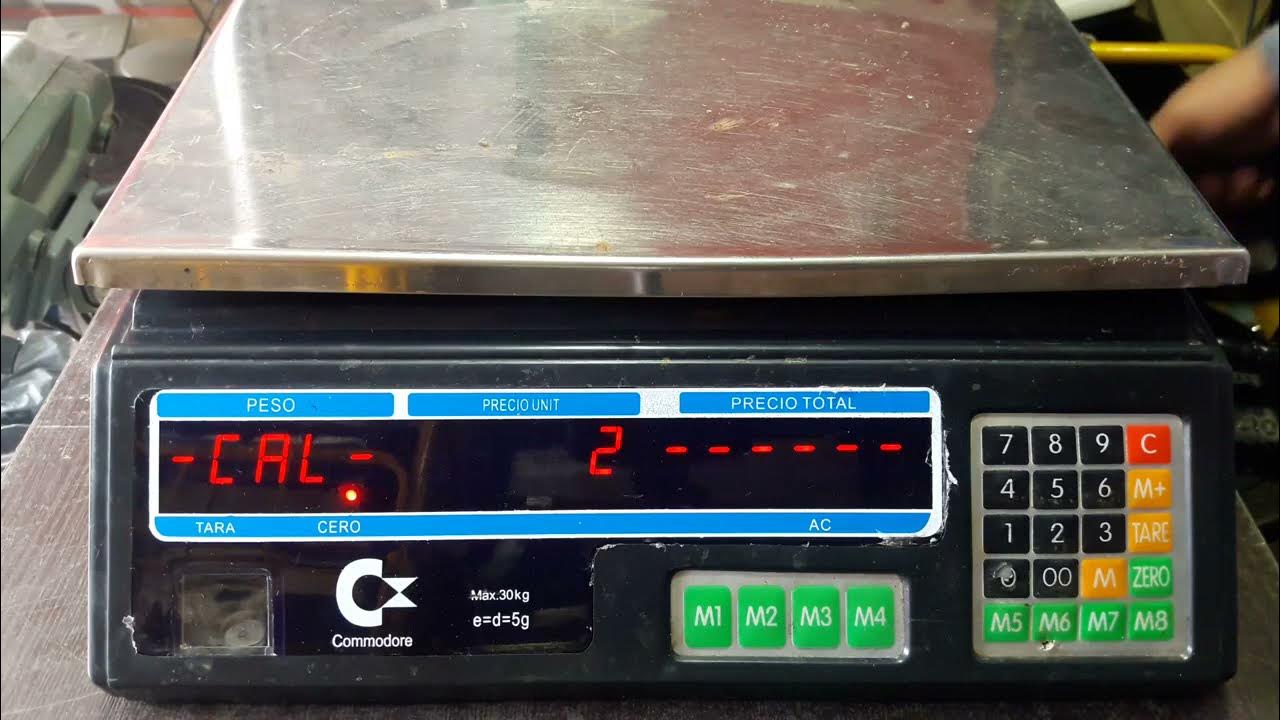 PESO PRECIO UNIT PRECIO TOTAL
-CAL- 2 ------
TARA CERO AC
Commodore
Max.30kg
e=d=5g
M1 M2 M3 M4
7 8 9 C
4 5 6 M+
1 2 3 TARE
0 00 M ZERO
M5 M6 M7 M8